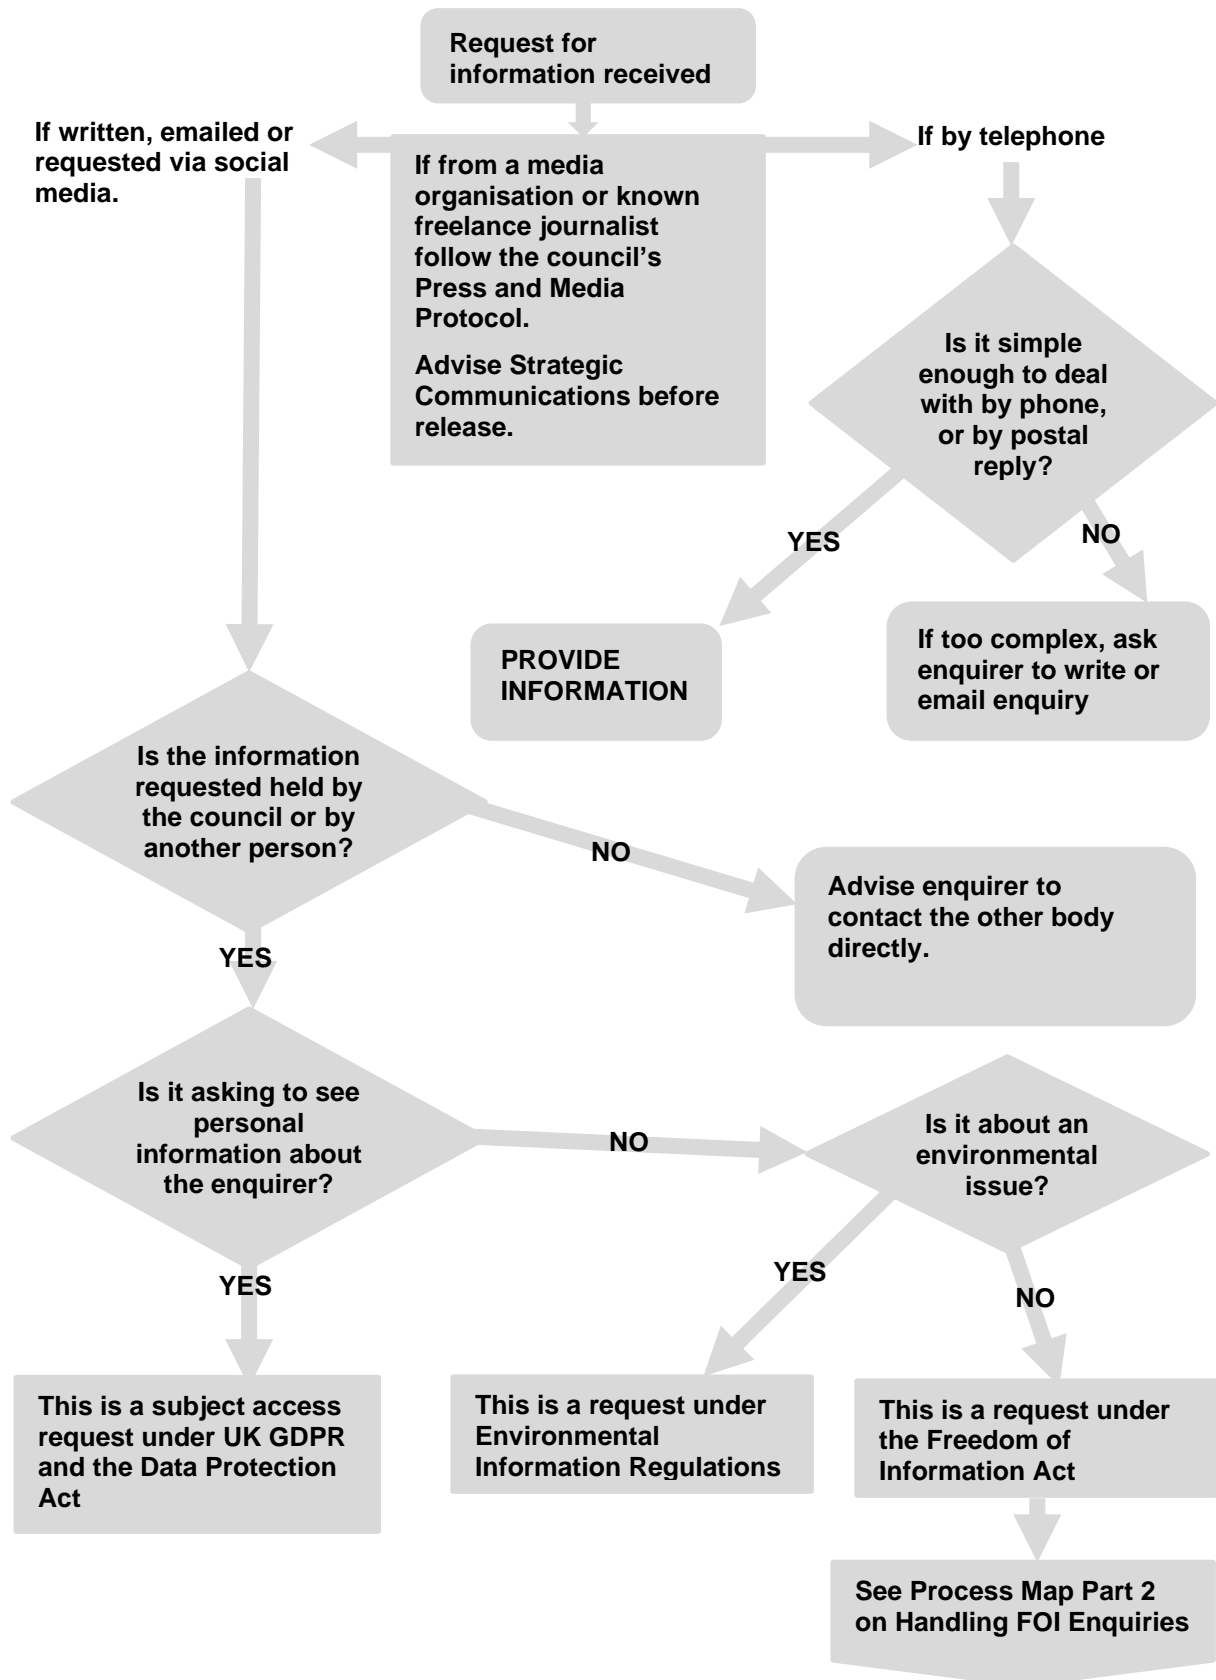 Request for
information received
If written, emailed or
requested via social
media.
If from a media
organisation or known
freelance journalist
follow the council’s
Press and Media
Protocol.
Advise Strategic
Communications before
release.
If by telephone
Is it simple
enough to deal
with by phone,
or by postal
reply?
YES
NO
PROVIDE
INFORMATION
If too complex, ask
enquirer to write or
email enquiry
Is the information
requested held by
the council or by
another person?
NO
Advise enquirer to
contact the other body
directly.
YES
Is it asking to see
personal
information about
the enquirer?
NO
Is it about an
environmental
issue?
YES
YES
NO
This is a subject access
request under UK GDPR
and the Data Protection
Act
This is a request under
Environmental
Information Regulations
This is a request under
the Freedom of
Information Act
See Process Map Part 2
on Handling FOI Enquiries